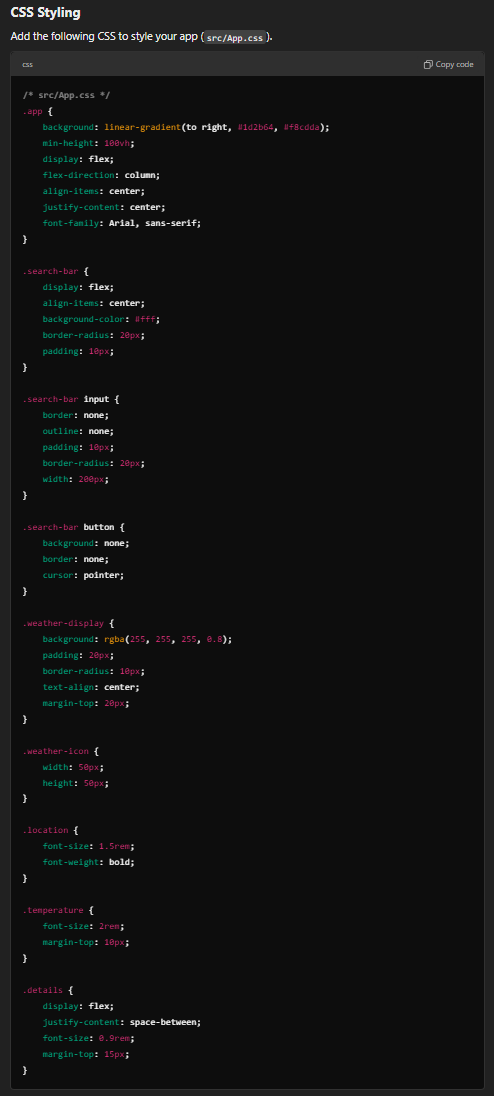 CSS Styling
Add the following CSS to style your app (src/App.css).
css Copy code
/* src/App.css */
.app {
    background: linear-gradient(to right, #1d2b64, #f8cdda);
    min-height: 100vh;
    display: flex;
    flex-direction: column;
    align-items: center;
    justify-content: center;
    font-family: Arial, sans-serif;
}

.search-bar {
    display: flex;
    align-items: center;
    background-color: #fff;
    border-radius: 20px;
    padding: 10px;
}

.search-bar input {
    border: none;
    outline: none;
    padding: 10px;
    border-radius: 20px;
    width: 200px;
}

.search-bar button {
    background: none;
    border: none;
    cursor: pointer;
}

.weather-display {
    background: rgba(255, 255, 255, 0.8);
    padding: 20px;
    border-radius: 10px;
    text-align: center;
    margin-top: 20px;
}

.weather-icon {
    width: 50px;
    height: 50px;
}

.location {
    font-size: 1.5rem;
    font-weight: bold;
}

.temperature {
    font-size: 2rem;
    margin-top: 10px;
}

.details {
    display: flex;
    justify-content: space-between;
    font-size: 0.9rem;
    margin-top: 15px;
}